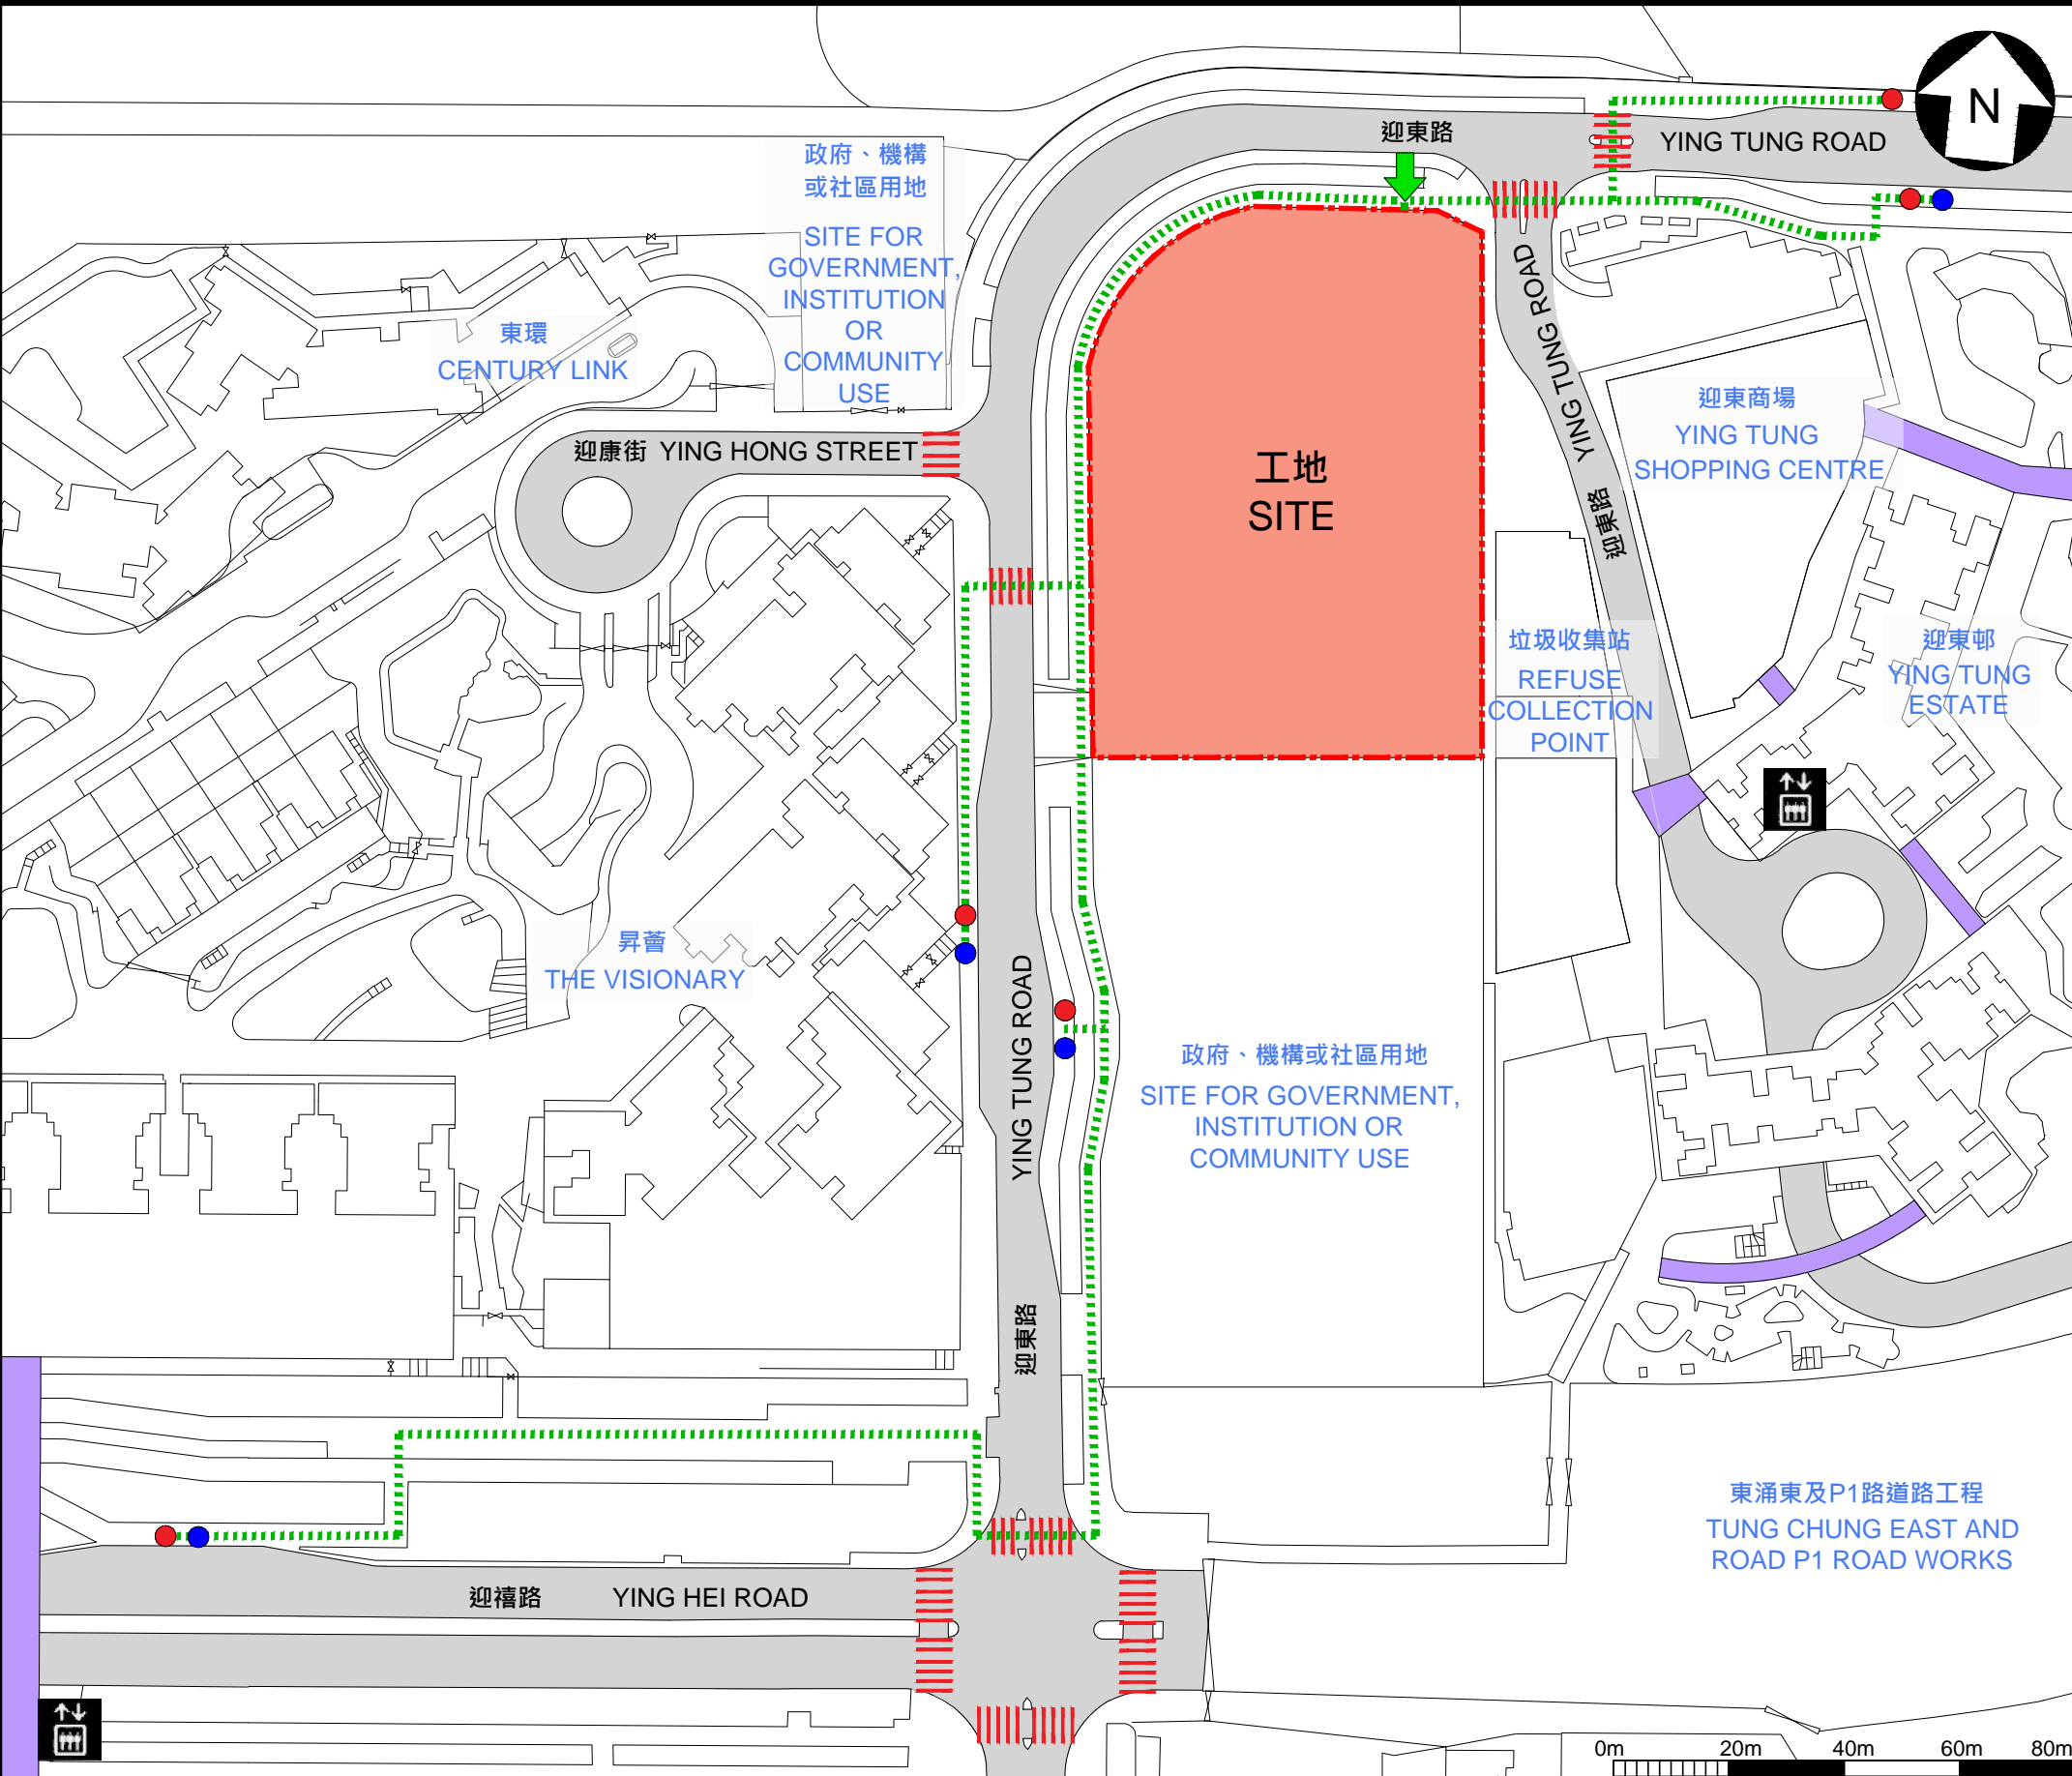 迎東路
YING TUNG ROAD
N
政府、機構
或社區用地
SITE FOR
GOVERNMENT,
INSTITUTION
OR
COMMUNITY
USE
東環
CENTURY LINK
迎康街 YING HONG STREET
工地
SITE
YING TUNG ROAD
迎東路
迎東商場
YING TUNG
SHOPPING CENTRE
垃圾收集站
REFUSE
COLLECTION
POINT
迎東邨
YING TUNG
ESTATE
昇薈
THE VISIONARY
YING TUNG ROAD
迎東路
政府、機構或社區用地
SITE FOR GOVERNMENT,
INSTITUTION OR
COMMUNITY USE
東涌東及P1路道路工程
TUNG CHUNG EAST AND
ROAD P1 ROAD WORKS
迎禧路 YING HEI ROAD
0m 20m 40m 60m 80m